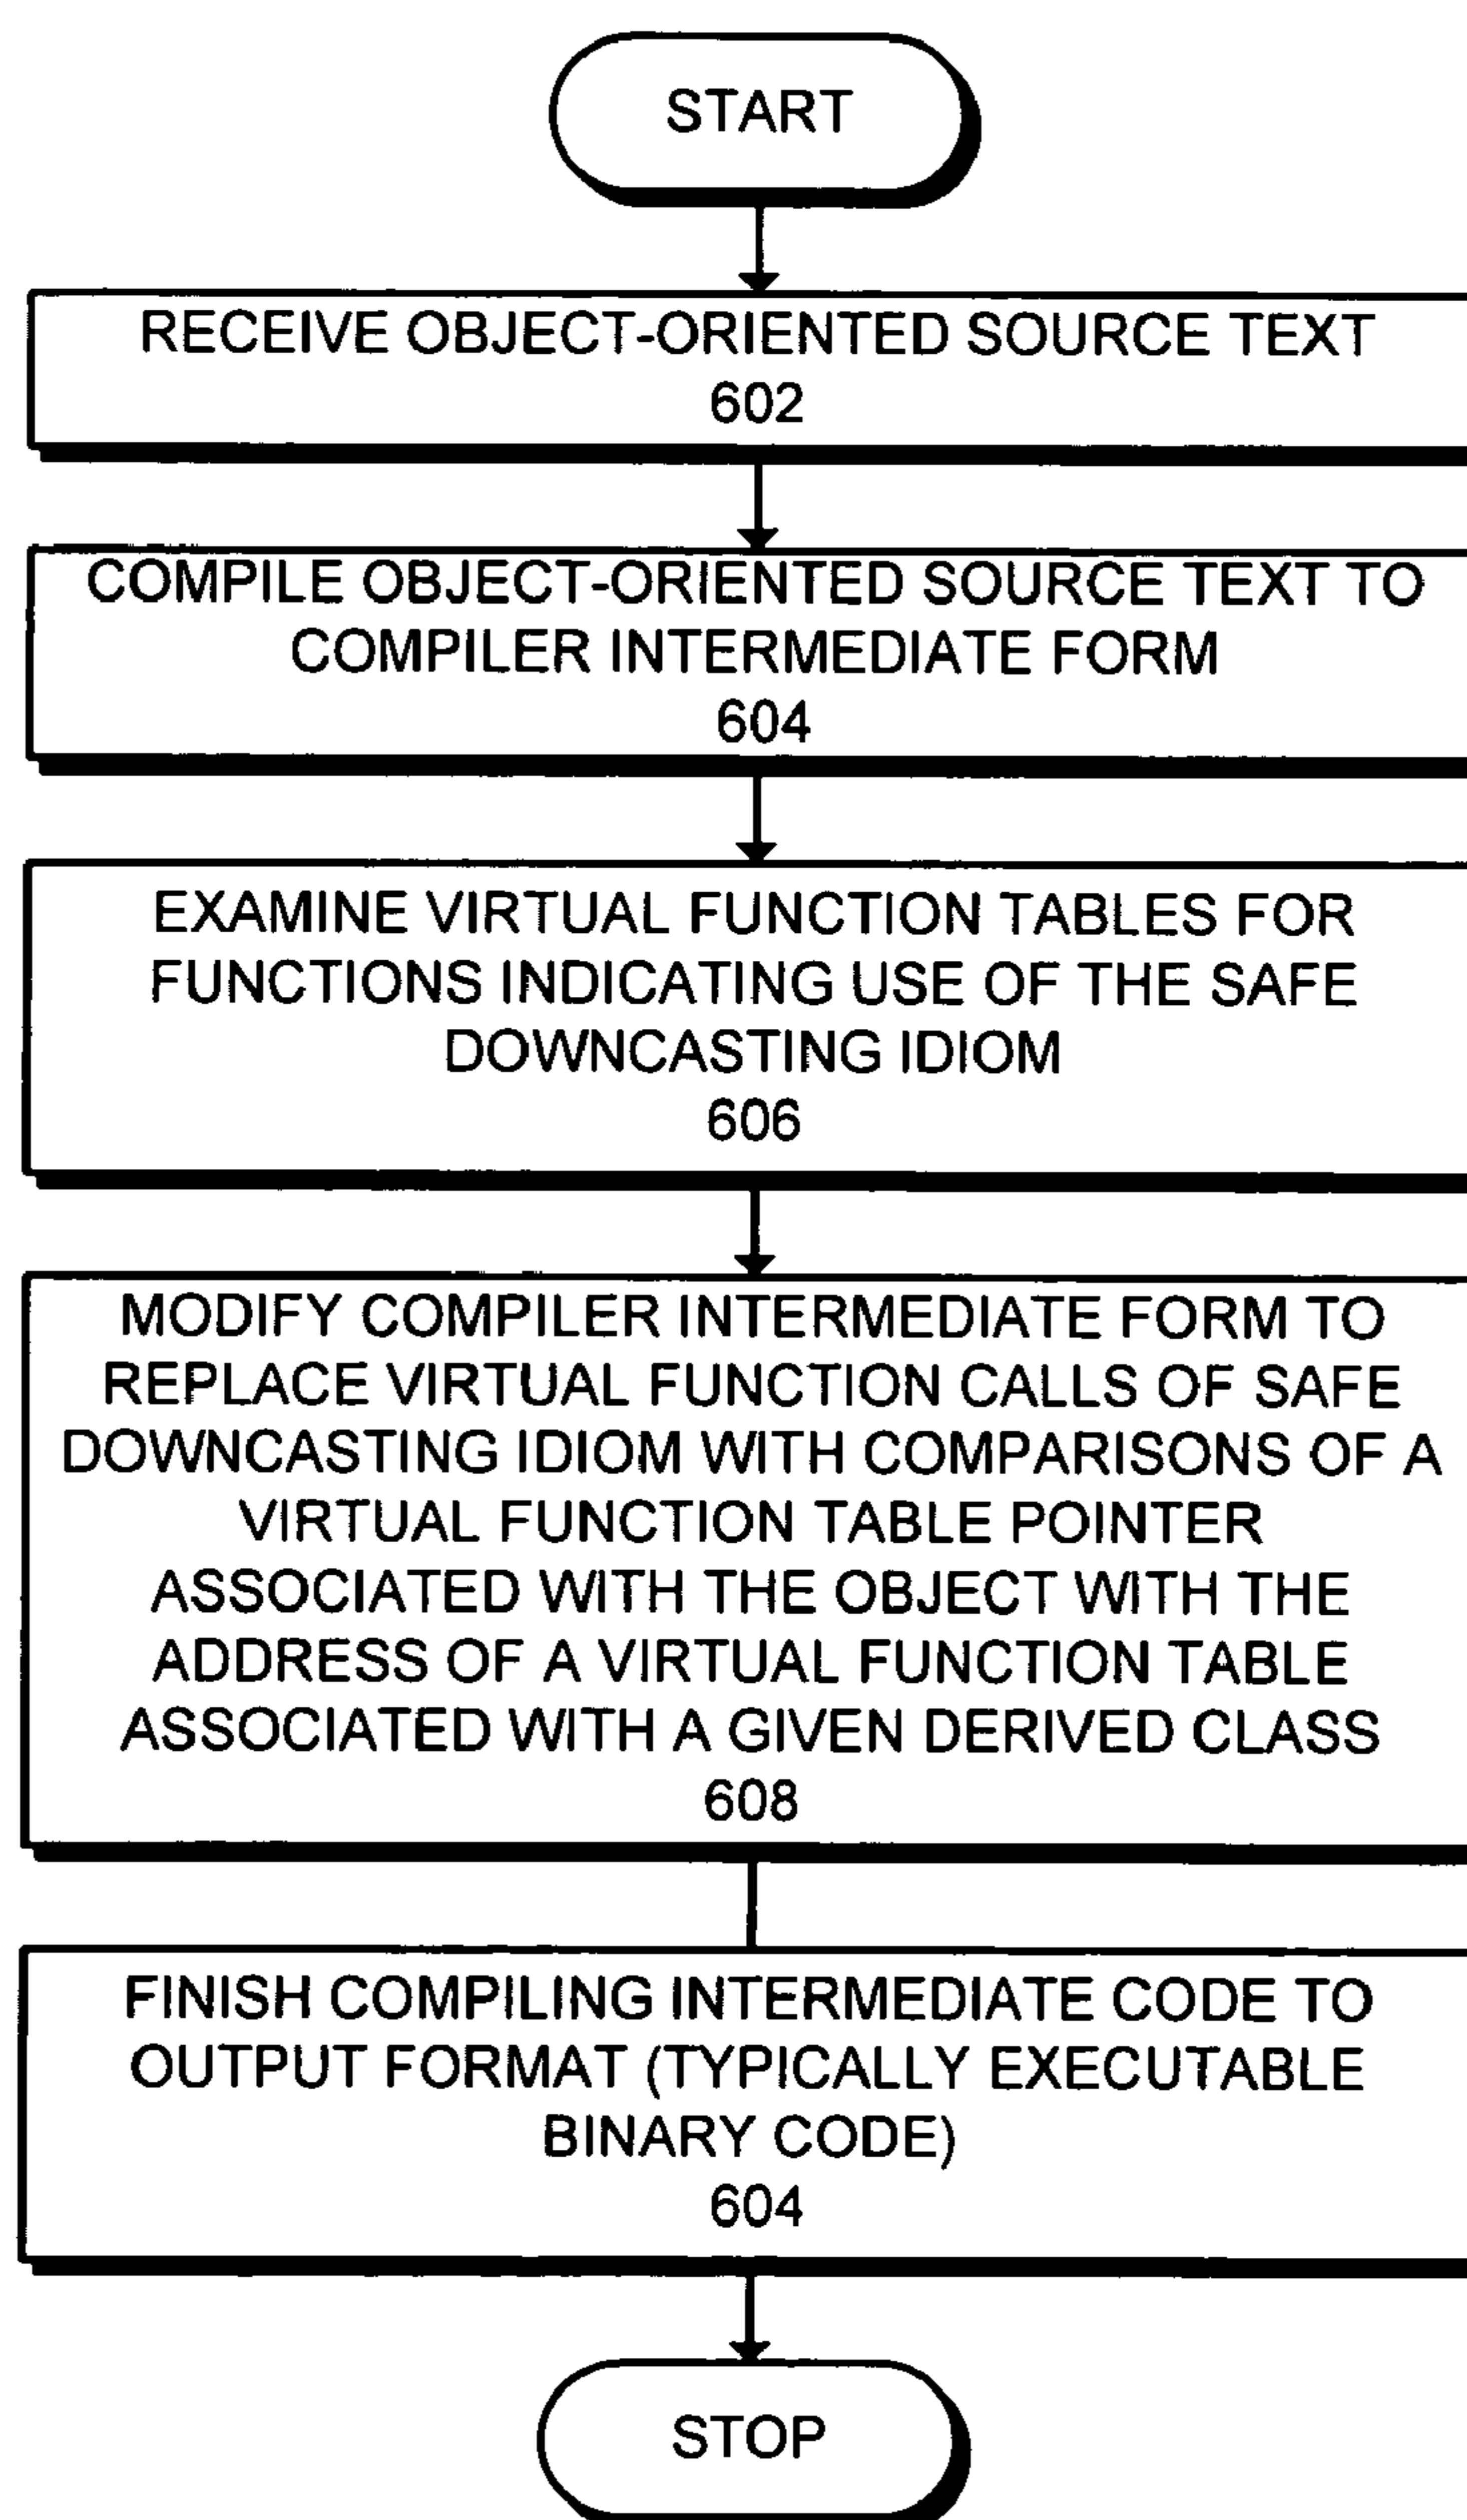 START
RECEIVE OBJECT-ORIENTED SOURCE TEXT
602
COMPILE OBJECT-ORIENTED SOURCE TEXT TO
COMPILER INTERMEDIATE FORM
604
EXAMINE VIRTUAL FUNCTION TABLES FOR
FUNCTIONS INDICATING USE OF THE SAFE
DOWNCASTING IDIOM
606
MODIFY COMPILER INTERMEDIATE FORM TO
REPLACE VIRTUAL FUNCTION CALLS OF SAFE
DOWNCASTING IDIOM WITH COMPARISONS OF A
VIRTUAL FUNCTION TABLE POINTER
ASSOCIATED WITH THE OBJECT WITH THE
ADDRESS OF A VIRTUAL FUNCTION TABLE
ASSOCIATED WITH A GIVEN DERIVED CLASS
608
FINISH COMPILING INTERMEDIATE CODE TO
OUTPUT FORMAT (TYPICALLY EXECUTABLE
BINARY CODE)
604
STOP